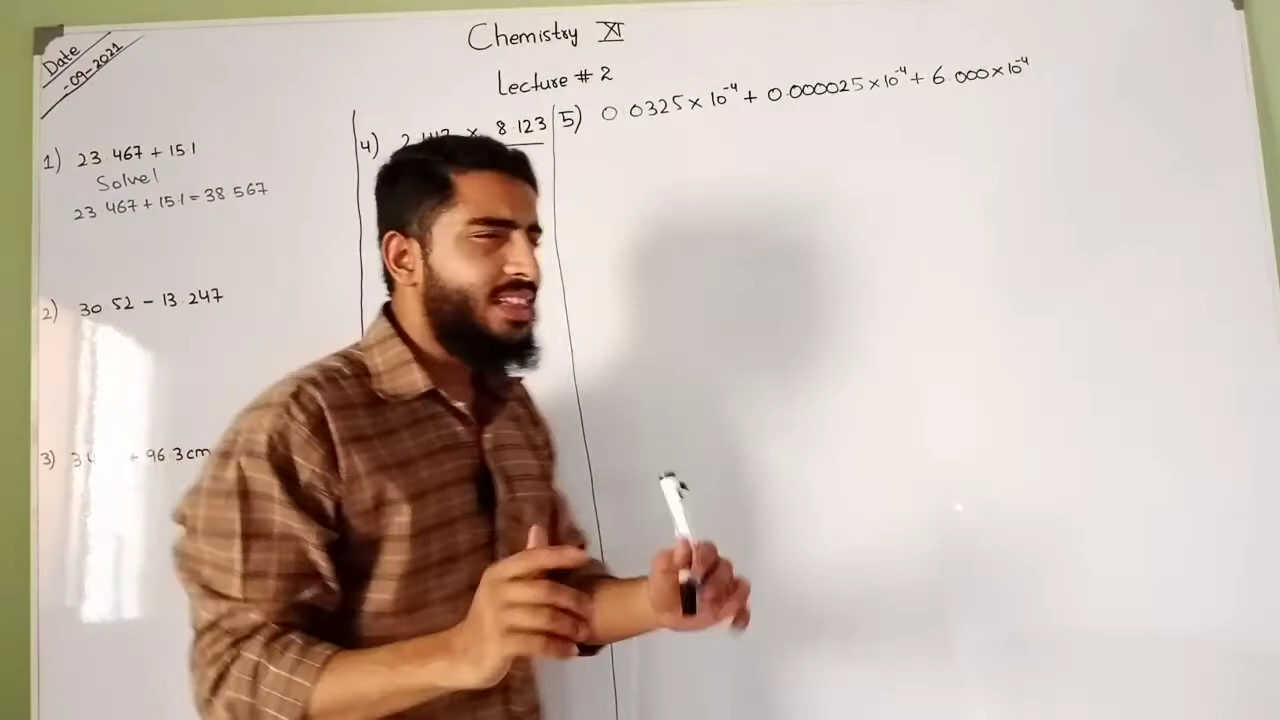 Chemistry XI
Lecture # 2
Date
-09-2021
1) 23.467 + 15.1
Solve!
23.467 + 15.1 = 38.567
2) 30.52 - 13.247
3) + 96.3 cm
4) × 8.123
5) 0.0325 × 10⁻⁴ + 0.000025 × 10⁻⁴ + 6.000 × 10⁻⁴